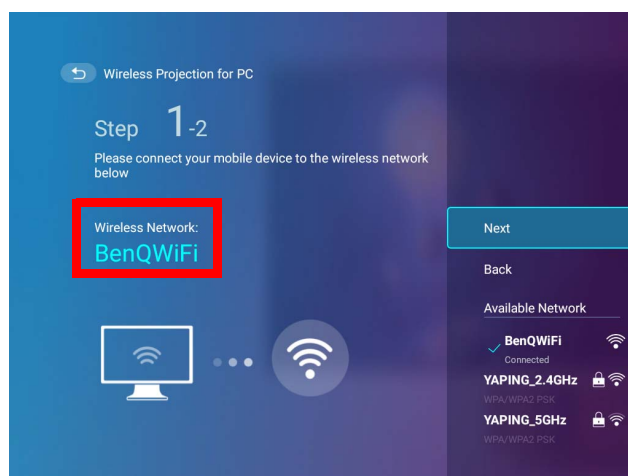 Wireless Projection for PC
Step 1-2
Please connect your mobile device to the wireless network
below
Wireless Network:
BenQWiFi
Next
Back
Available Network
BenQWiFi
Connected
YAPING_2.4GHz
WPA/WPA2 PSK
YAPING_5GHz
WPA/WPA2 PSK